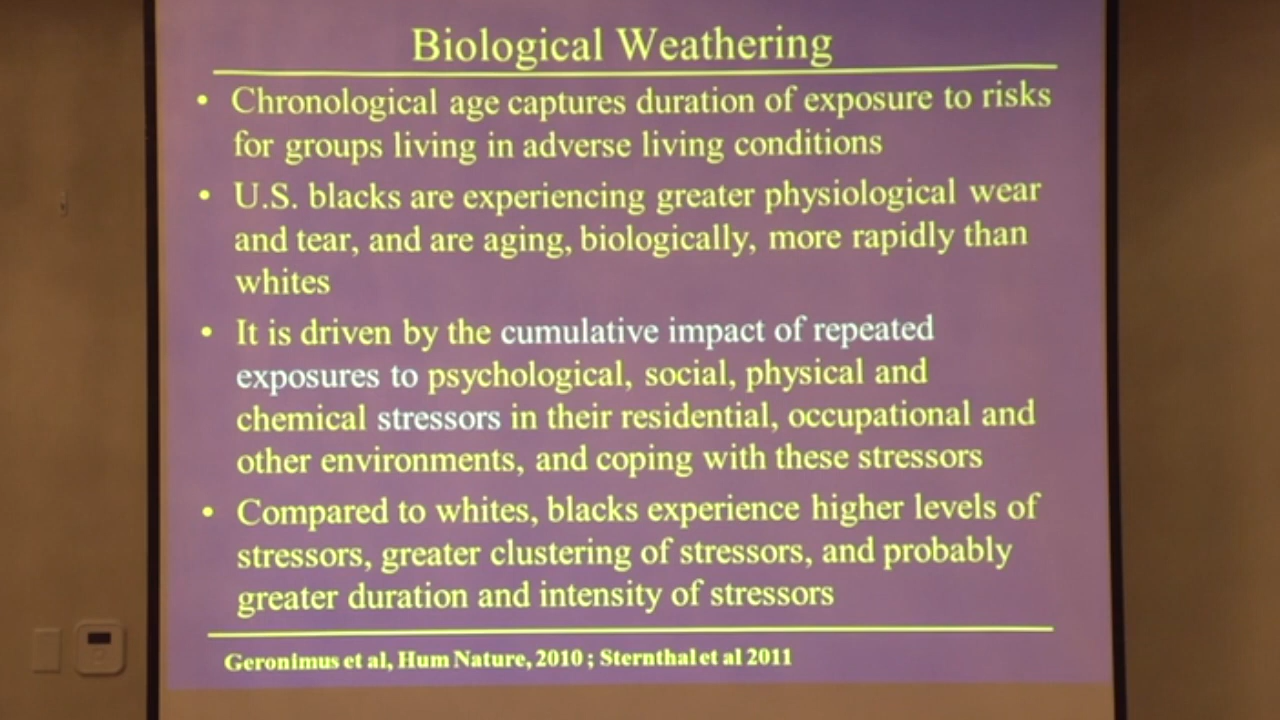 Biological Weathering
• Chronological age captures duration of exposure to risks
for groups living in adverse living conditions
• U.S. blacks are experiencing greater physiological wear
and tear, and are aging, biologically, more rapidly than
whites
• It is driven by the cumulative impact of repeated
exposures to psychological, social, physical and
chemical stressors in their residential, occupational and
other environments, and coping with these stressors
• Compared to whites, blacks experience higher levels of
stressors, greater clustering of stressors, and probably
greater duration and intensity of stressors
Geronimus et al, Hum Nature, 2010 ; Sternthal et al 2011